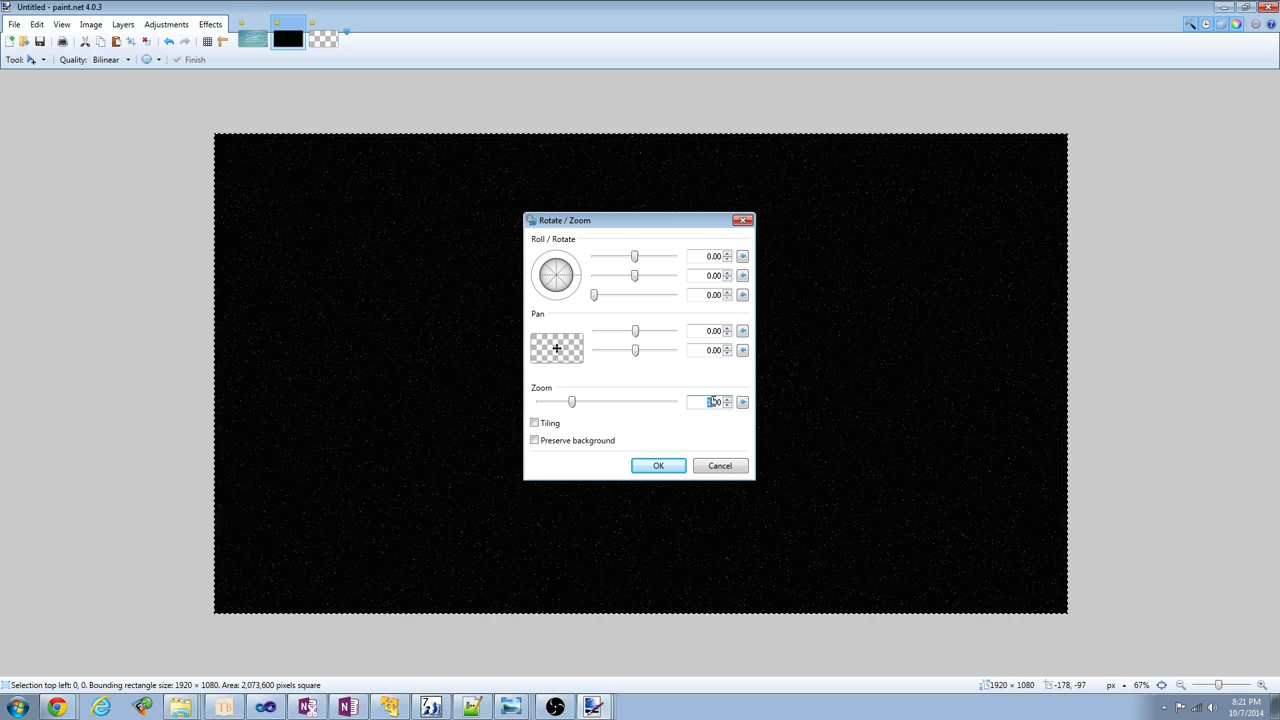 Untitled - paint.net 4.0.3
File Edit View Image Layers Adjustments Effects
Tool: Quality: Bilinear Finish
Rotate / Zoom
Roll / Rotate
0.00
0.00
0.00
Pan
0.00
0.00
Zoom
Tiling
Preserve background
OK Cancel
Selection top left: 0, 0. Bounding rectangle size: 1920 × 1080. Area: 2,073,600 pixels square 1920 × 1080 -178, -97 px 67%
TB N N
8:21 PM
10/7/2014